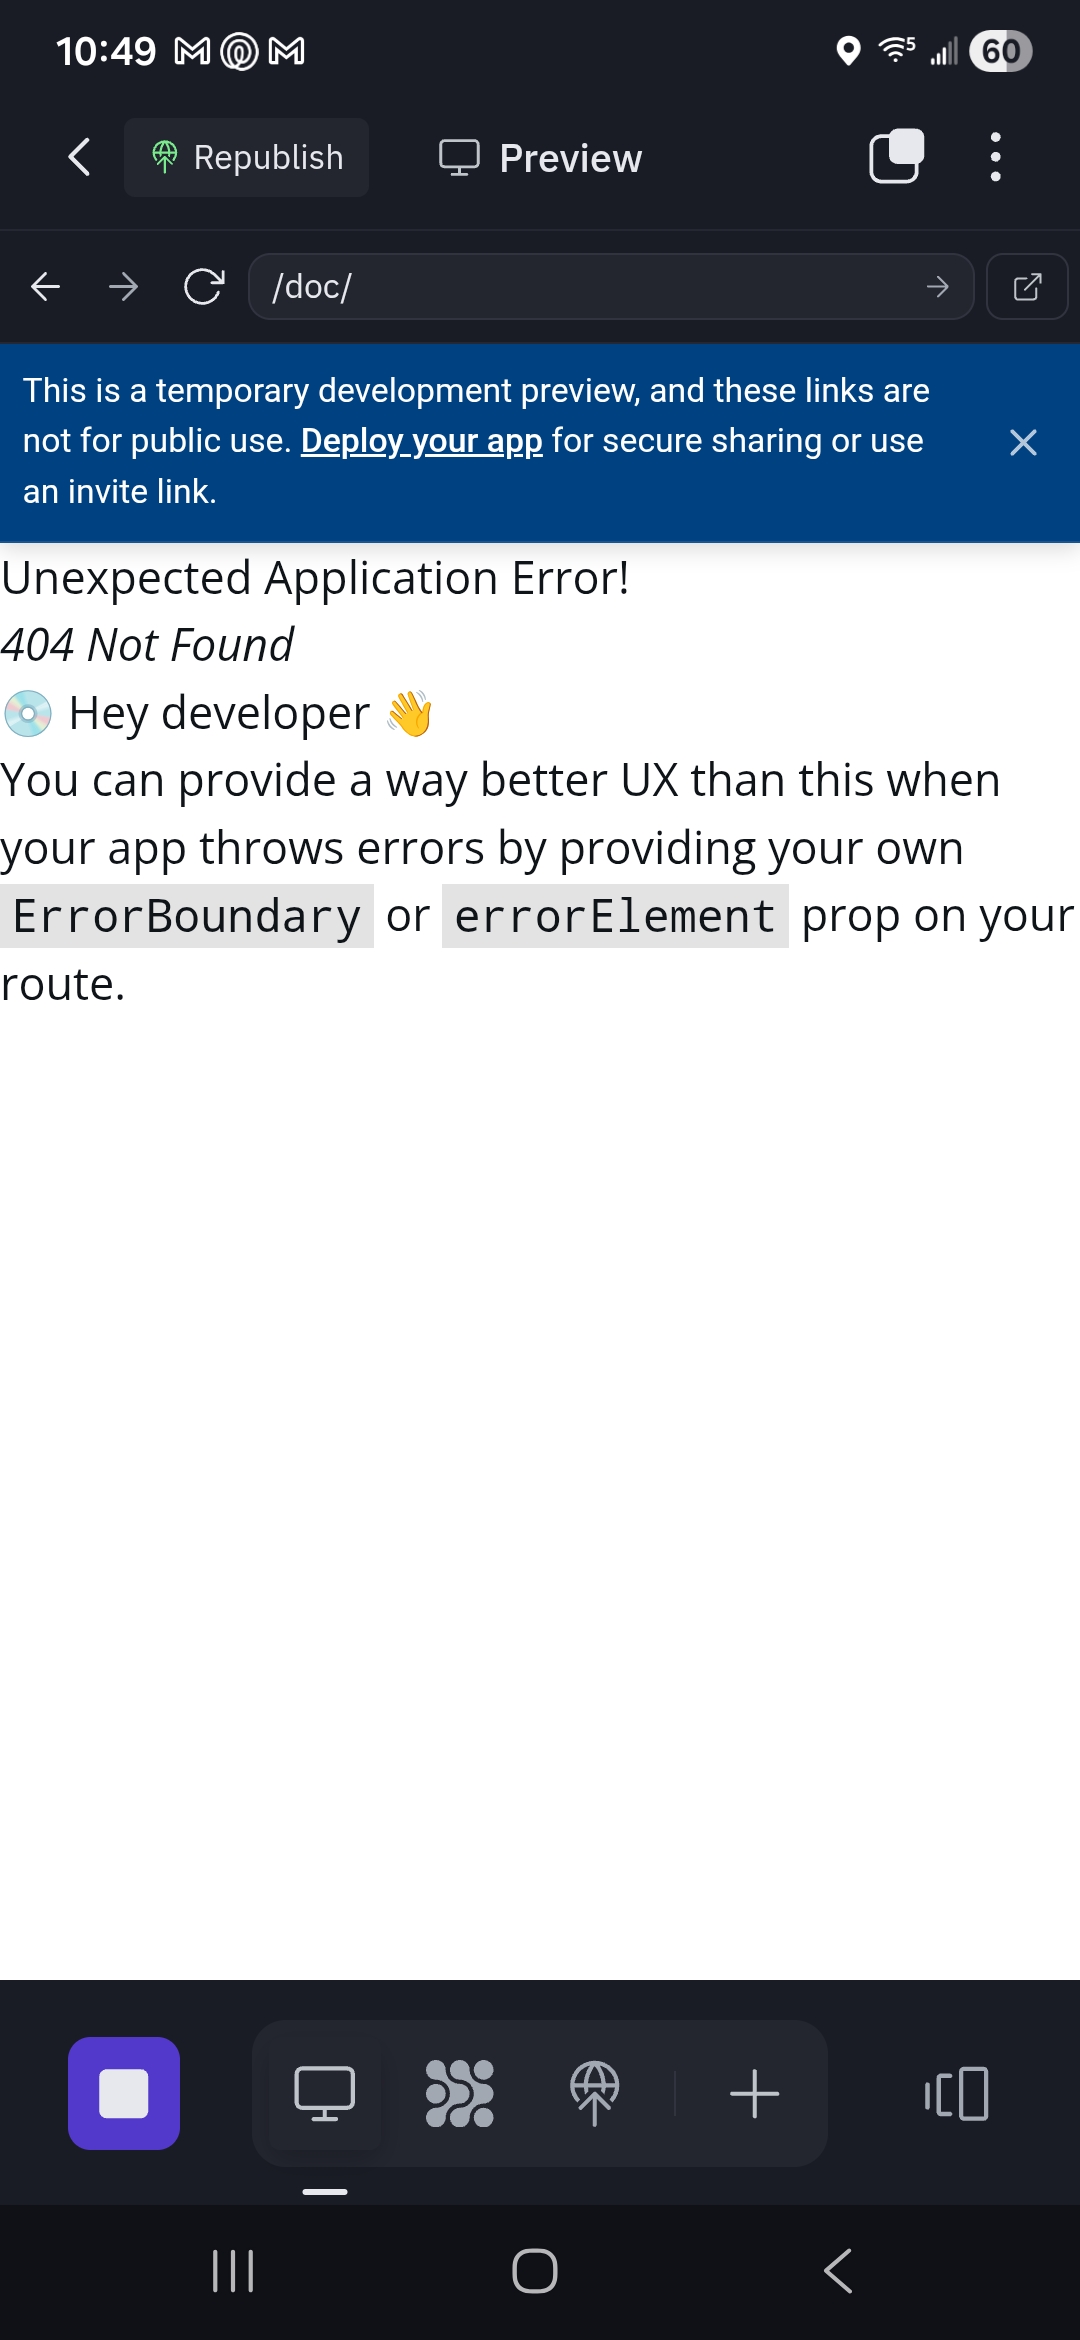 10:49
5
60
Republish
Preview
/doc/
This is a temporary development preview, and these links are
not for public use. Deploy your app for secure sharing or use
an invite link.
Unexpected Application Error!
404 Not Found
💿 Hey developer 👋
You can provide a way better UX than this when
your app throws errors by providing your own
ErrorBoundary or errorElement prop on your
route.